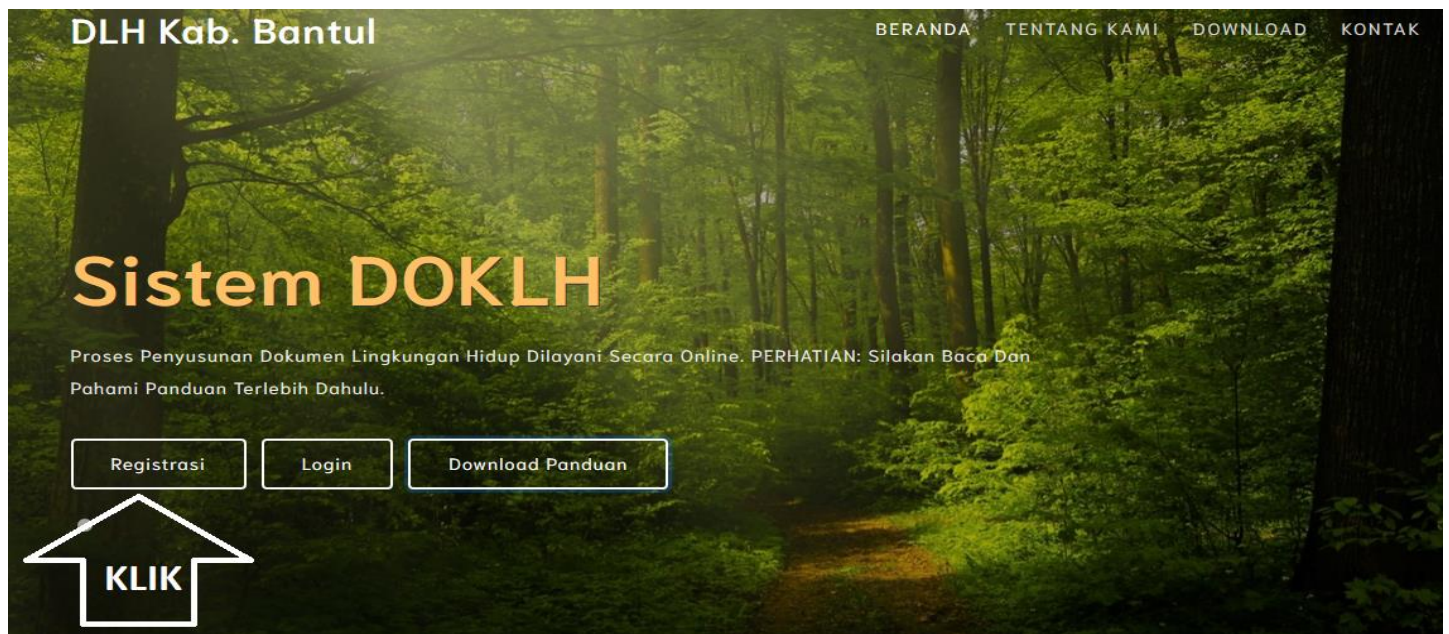 DLH Kab. Bantul
BERANDA TENTANG KAMI DOWNLOAD KONTAK
Sistem DOKLH
Proses Penyusunan Dokumen Lingkungan Hidup Dilayani Secara Online. PERHATIAN: Silakan Baca Dan
Pahami Panduan Terlebih Dahulu.
Registrasi Login Download Panduan
KLIK